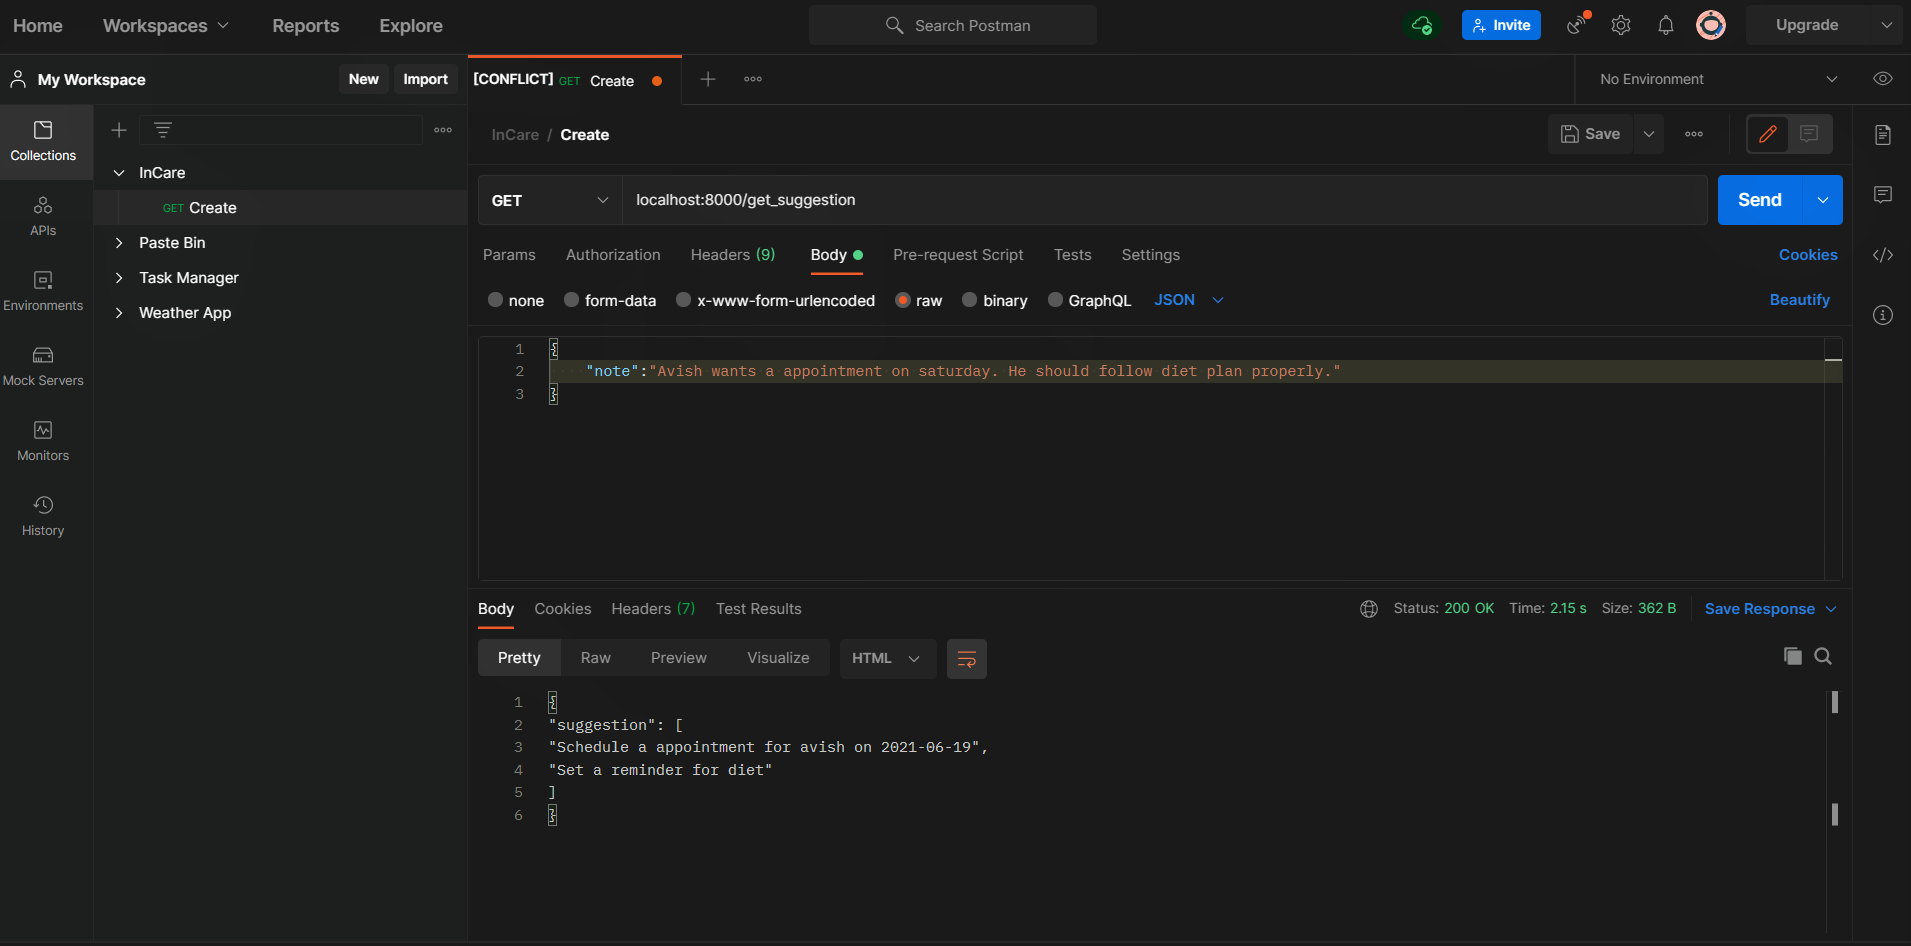 Home Workspaces Reports Explore Search Postman Invite Upgrade
My Workspace New Import [CONFLICT] GET Create No Environment
Collections
APIs
Environments
Mock Servers
Monitors
History
InCare
GET Create
Paste Bin
Task Manager
Weather App
InCare / Create Save
GET localhost:8000/get_suggestion Send
Params Authorization Headers (9) Body Pre-request Script Tests Settings Cookies
none form-data x-www-form-urlencoded raw binary GraphQL JSON Beautify
1 {
2 "note":"Avish wants a appointment on saturday. He should follow diet plan properly."
3 }
Body Cookies Headers (7) Test Results Status: 200 OK Time: 2.15 s Size: 362 B Save Response
Pretty Raw Preview Visualize HTML
1 {
2 "suggestion": [
3 "Schedule a appointment for avish on 2021-06-19",
4 "Set a reminder for diet"
5 ]
6 }